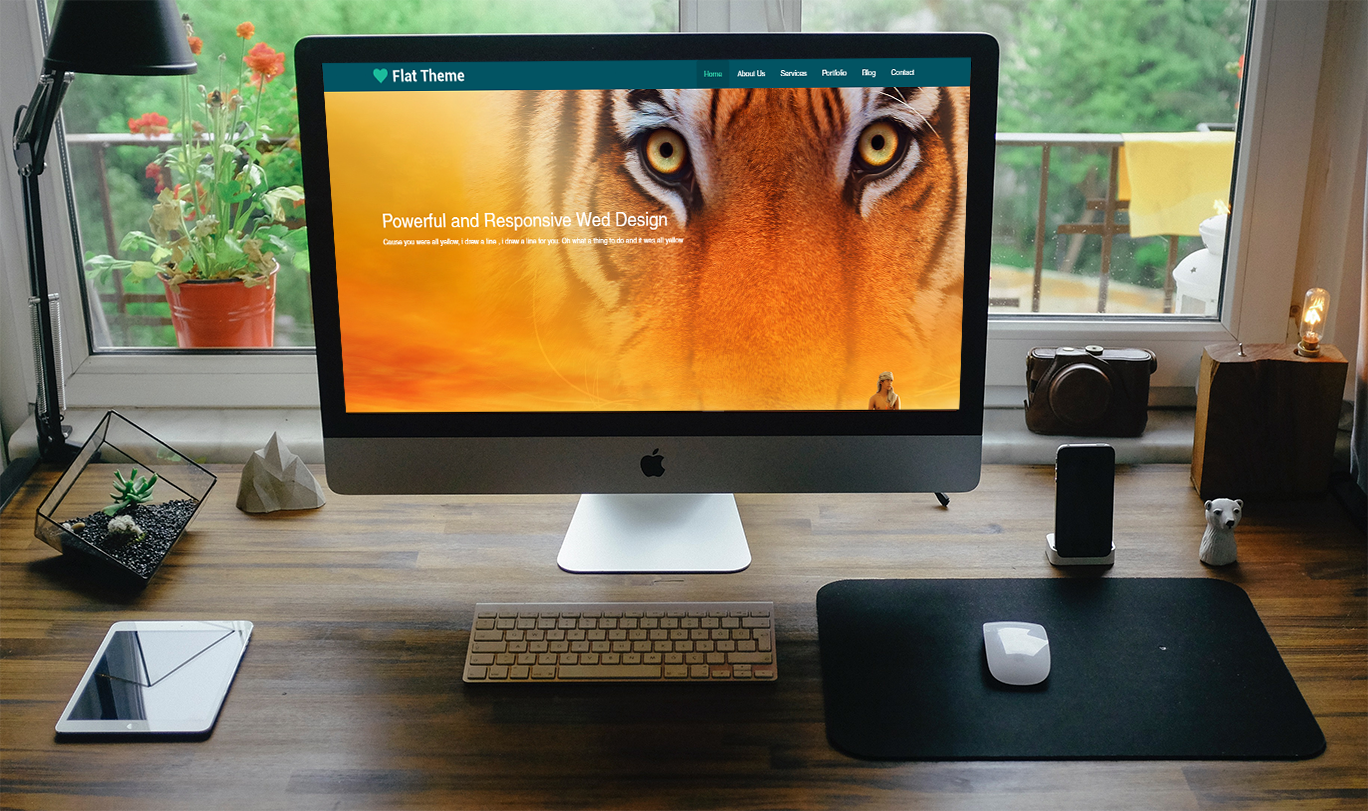 Flat Theme
Home About Us Services Portfolio Blog Contact
Powerful and Responsive Wed Design
Cause you were all yellow, i draw a line , i draw a line for you. Oh what a thing to do and it was all yellow